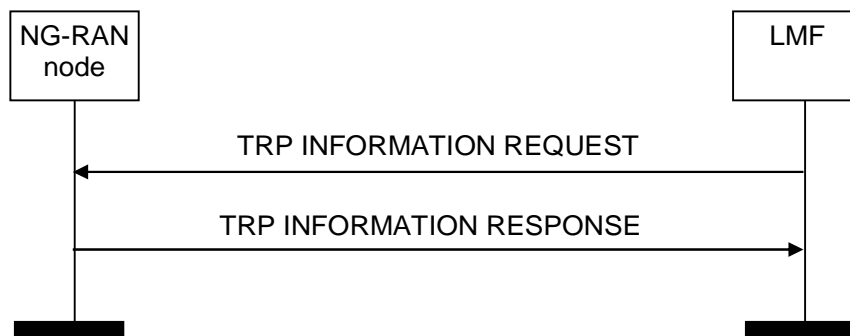 NG-RAN
node
LMF
TRP INFORMATION REQUEST
TRP INFORMATION RESPONSE